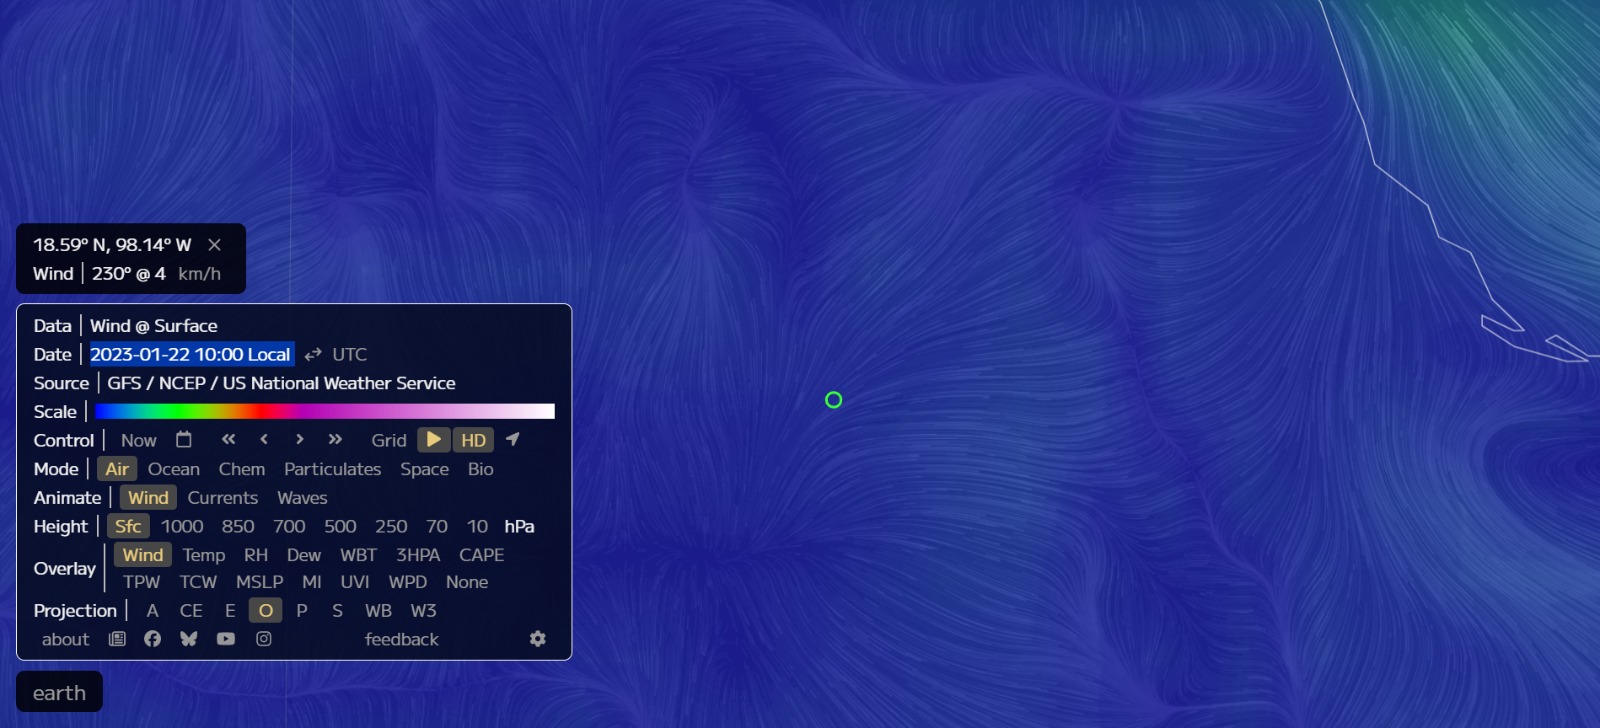 18.59° N, 98.14° W ×
Wind | 230° @ 4 km/h
Data | Wind @ Surface
Date | 2023-01-22 10:00 Local ⇄ UTC
Source | GFS / NCEP / US National Weather Service
Scale |
Control | Now « ‹ › » Grid HD
Mode | Air Ocean Chem Particulates Space Bio
Animate | Wind Currents Waves
Height | Sfc 1000 850 700 500 250 70 10 hPa
Overlay | Wind Temp RH Dew WBT 3HPA CAPE
TPW TCW MSLP MI UVI WPD None
Projection | A CE E O P S WB W3
about feedback
earth